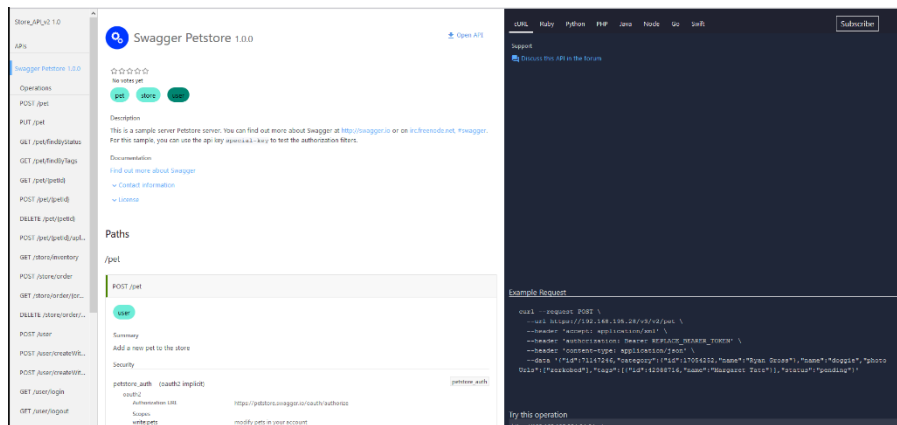 Store_API_v2 1.0
APIs
Swagger Petstore 1.0.0
Operations
POST /pet
PUT /pet
GET /pet/findByStatus
GET /pet/findByTags
GET /pet/{petId}
POST /pet/{petId}
DELETE /pet/{petId}
POST /pet/{petId}/upl...
GET /store/inventory
POST /store/order
GET /store/order/{or...
DELETE /store/order/...
POST /user
POST /user/createWit...
POST /user/createWit...
GET /user/login
GET /user/logout
Swagger Petstore 1.0.0
Open API
No votes yet
pet
store
user
Description
This is a sample server Petstore server. You can find out more about Swagger at http://swagger.io or on irc.freenode.net, #swagger.
For this sample, you can use the api key special-key to test the authorization filters.
Documentation
Find out more about Swagger
Contact information
License
Paths
/pet
POST /pet
user
Summary
Add a new pet to the store
Security
petstore_auth (oauth2 implicit)
petstore_auth
oauth2
Authorization URL https://petstore.swagger.io/oauth/authorize
Scopes
write:pets modify pets in your account
cURL Ruby Python PHP Java Node Go Swift
Subscribe
Support
Discuss this API in the forum
Example Request
curl --request POST \
--url https://192.168.135.28/v3/v2/pet \
--header 'accept: application/xml' \
--header 'authorization: Bearer REPLACE_BEARER_TOKEN' \
--header 'content-type: application/json' \
--data '{"id":71147246,"category":{"id":17054232,"name":"Ryan Gross"},"name":"doggie","photo
Urls":["zorkobed"],"tags":[{"id":42088716,"name":"Margaret Tate"}],"status":"pending"}'
Try this operation